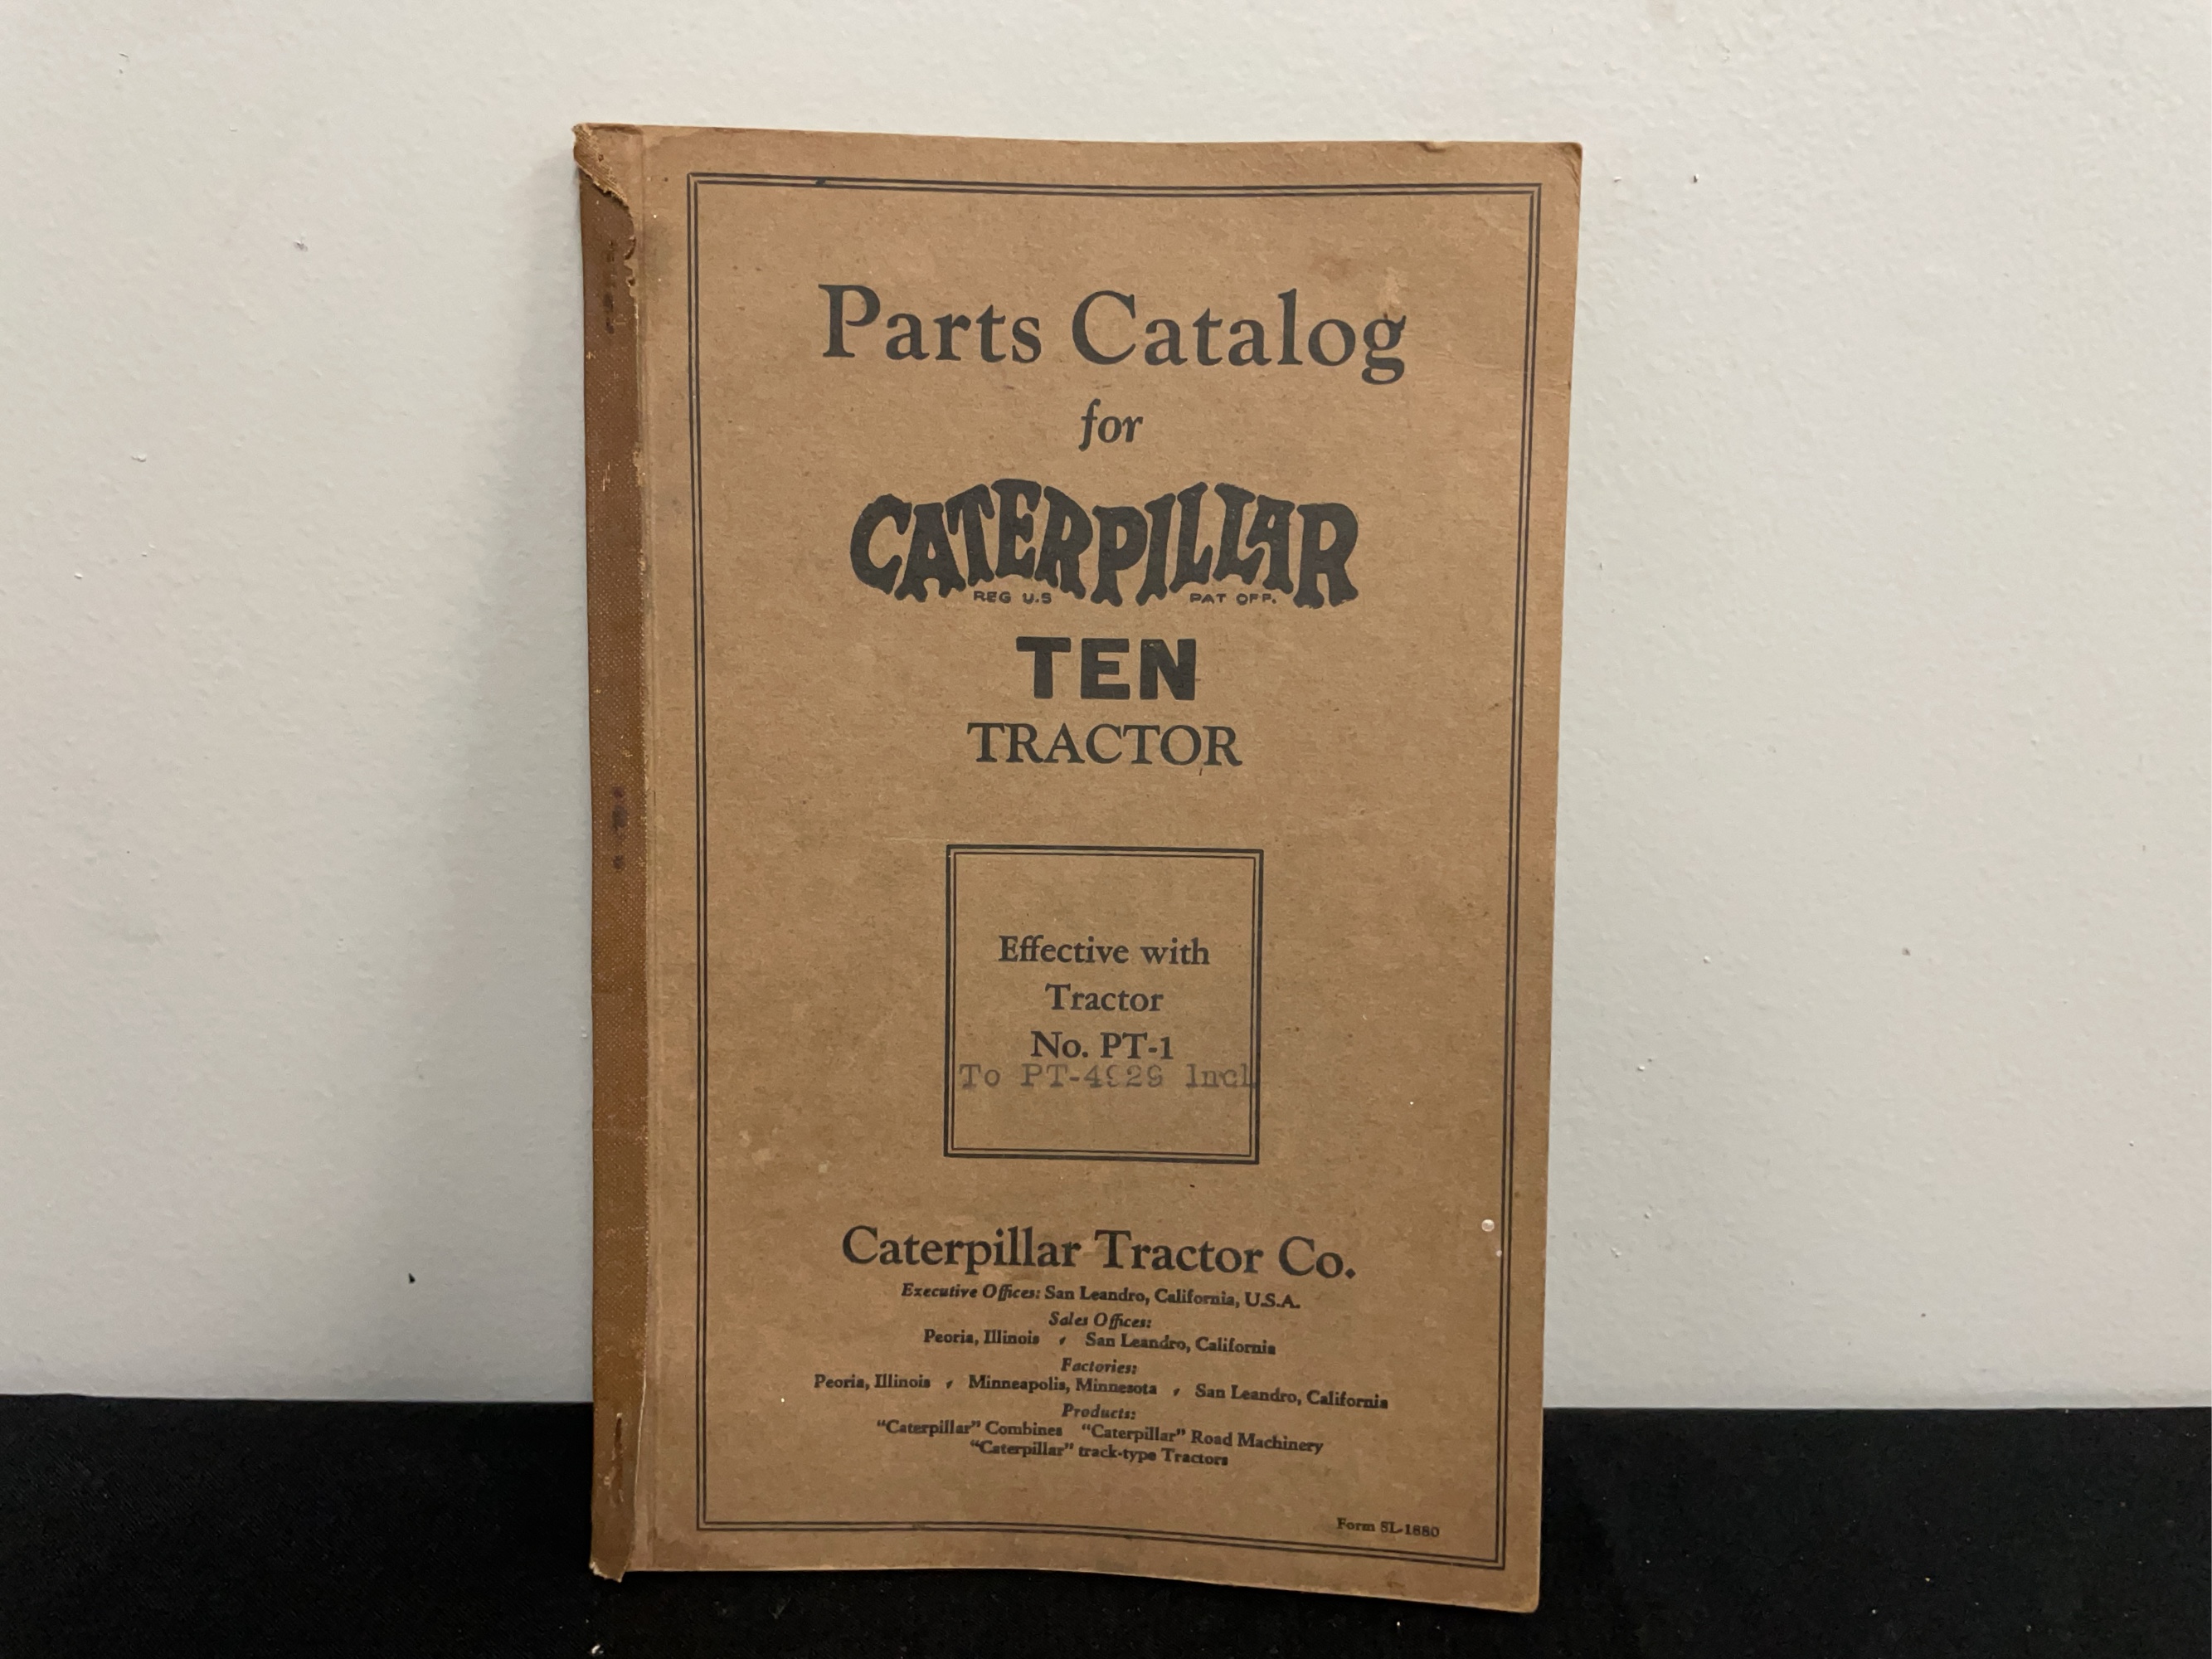 Parts Catalog
for
CATERPILLAR
REG U.S PAT OFF.
TEN
TRACTOR
Effective with
Tractor
No. PT-1
To PT-4929 Incl
Caterpillar Tractor Co.
Executive Offices: San Leandro, California, U.S.A.
Sales Offices:
Peoria, Illinois , San Leandro, California
Factories:
Peoria, Illinois , Minneapolis, Minnesota , San Leandro, California
Products:
“Caterpillar” Combines “Caterpillar” Road Machinery
“Caterpillar” track-type Tractors
Form SL-1880